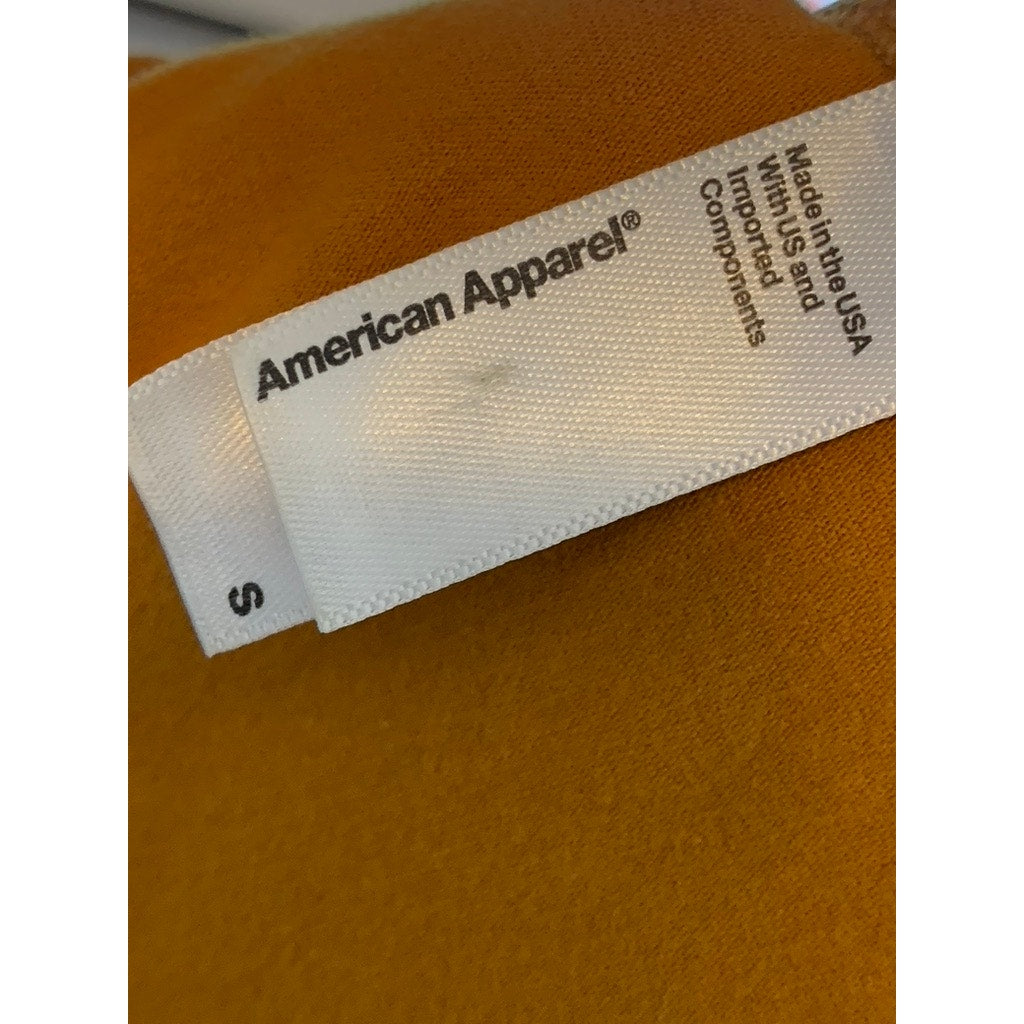 American Apparel®
Made in the USA
With US and
Imported
Components
S